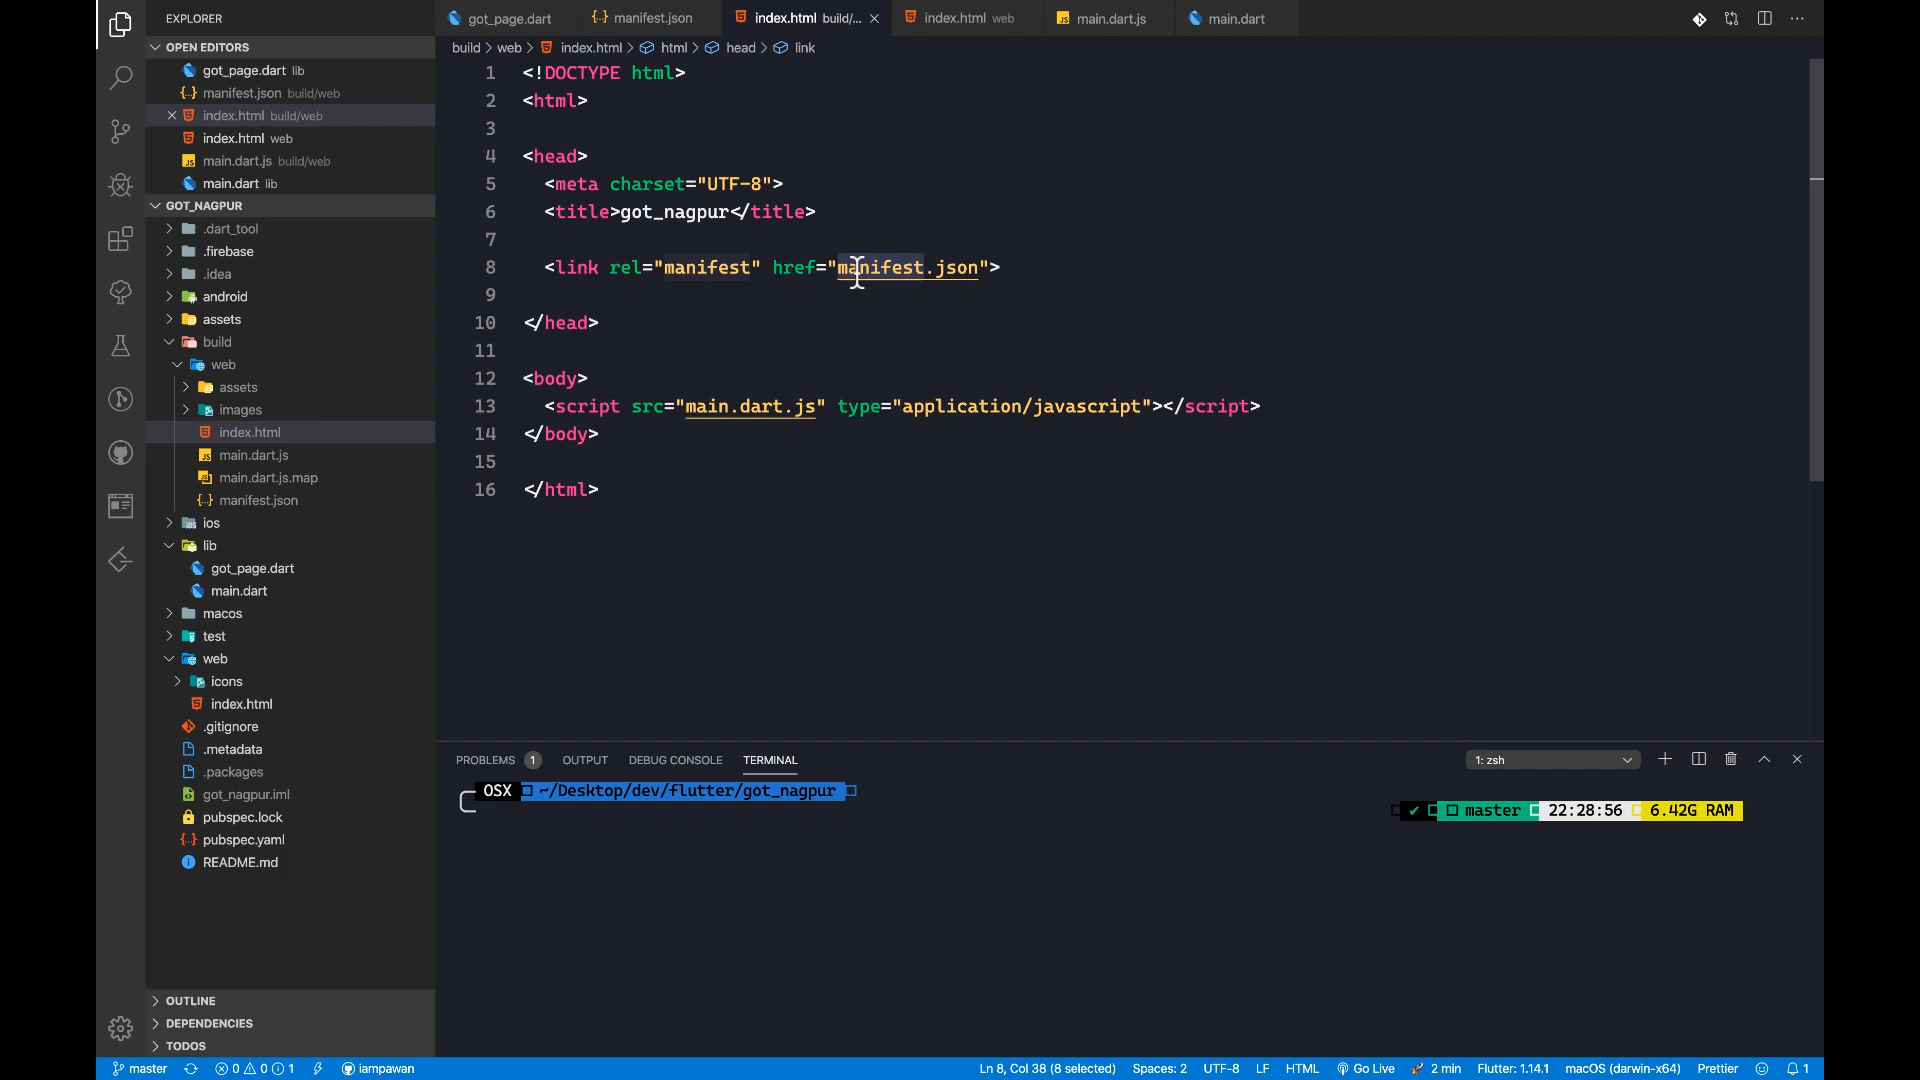 EXPLORER
OPEN EDITORS
got_page.dart lib
manifest.json build/web
index.html build/web
index.html web
main.dart.js build/web
main.dart lib
GOT_NAGPUR
.dart_tool
.firebase
.idea
android
assets
build
web
assets
images
index.html
main.dart.js
main.dart.js.map
manifest.json
ios
lib
got_page.dart
main.dart
macos
test
web
icons
index.html
.gitignore
.metadata
.packages
got_nagpur.iml
pubspec.lock
pubspec.yaml
README.md
OUTLINE
DEPENDENCIES
TODOS
got_page.dart manifest.json index.html build/... index.html web main.dart.js main.dart
build > web > index.html > html > head > link
1 <!DOCTYPE html>
2 <html>
3
4 <head>
5 <meta charset="UTF-8">
6 <title>got_nagpur</title>
7
8 <link rel="manifest" href="manifest.json">
9
10 </head>
11
12 <body>
13 <script src="main.dart.js" type="application/javascript"></script>
14 </body>
15
16 </html>
PROBLEMS 1 OUTPUT DEBUG CONSOLE TERMINAL 1: zsh
OSX ~/Desktop/dev/flutter/got_nagpur
master 22:28:56 6.42G RAM
master 0 0 1 iampawan Ln 8, Col 38 (8 selected) Spaces: 2 UTF-8 LF HTML Go Live 2 min Flutter: 1.14.1 macOS (darwin-x64) Prettier 1